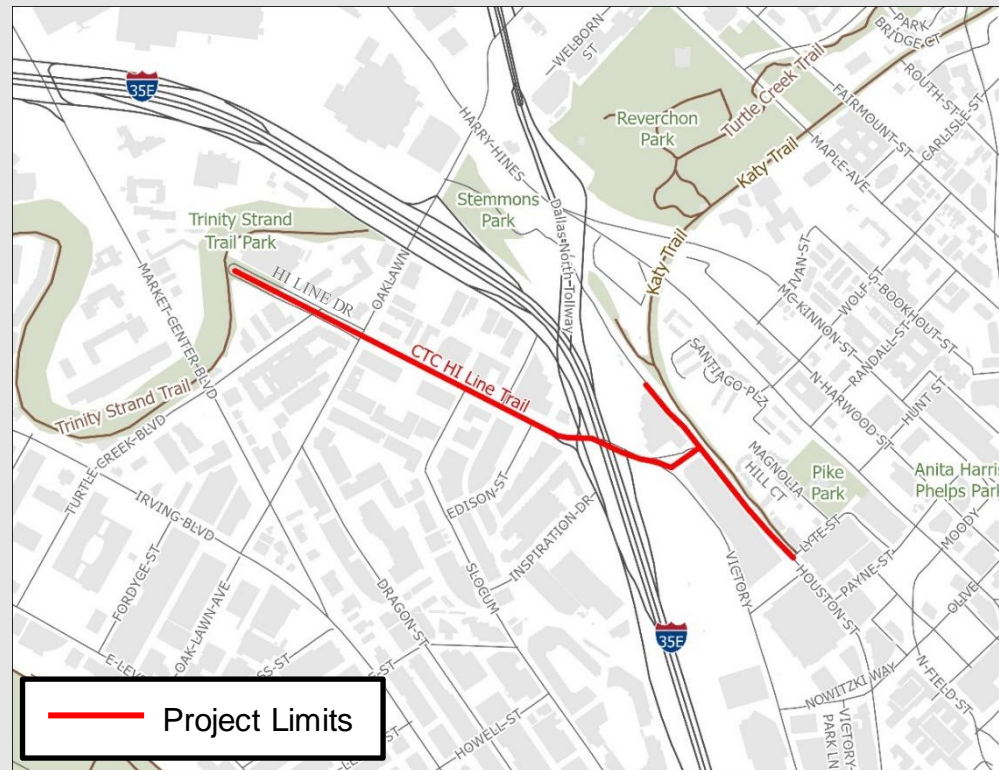 35E
WELBORN
ST
PARK
BRIDGE CT
ROUTH-ST
CARLISLE-ST
HARRY-HINES
Reverchon
Park
Turtle Creek Trail
FAIRMOUNT-ST
MAPLE-AVE
Katy-Trail
Stemmons
Park
Trinity Strand
Trail Park
Dallas-North-Tollway
HI LINE DR
OAKLAWN
MARKET-CENTER-BLVD
Katy-Trail
IVAN-ST
MC-KINNON-ST
WOLF-ST
BOOKHOUT-ST
RANDALL-ST
N-HARWOOD-ST
HUNT S
SANTIAGO-PLZ
CTC HI Line Trail
Trinity Strand Trail
TURTLE-CREEK-BLVD
MAGNOLIA
HILL CT
Pike
Park
Anita Harris
Phelps Park
IRVING-BLVD
EDISON-ST
INSPIRATION-DR
LYTE-ST
MOODY
FORDYCE-ST
SLOCUM
VICTORY
HOUSTON-ST
PAYNE-ST
OLIVE
DRAGON-ST
OAK-LAWN-AVE
35E
E-LEV
SS-ST
NOWITZKI WAY
N-FIELD-ST
HOWELL-ST
VICTORY
PARK LN
Project Limits